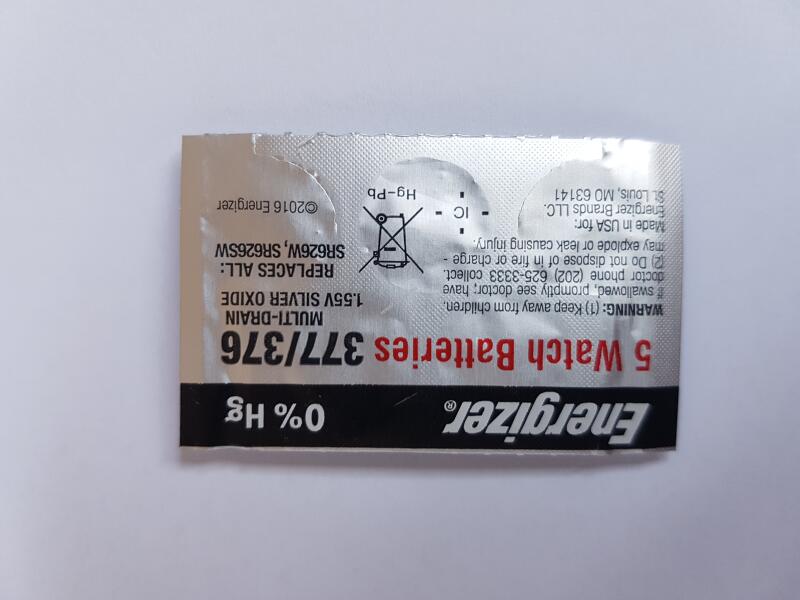 Energizer®
0% Hg
5 Watch Batteries 377/376
WARNING: (1) Keep away from children.
If swallowed, promptly see doctor; have
doctor phone (202) 625-3333 collect.
(2) Do not dispose of in fire or charge -
may explode or leak causing injury.
Made in USA for:
Energizer Brands LLC.
St. Louis, MO 63141
MULTI-DRAIN
1.55V SILVER OXIDE
REPLACES ALL:
SR626W, SR626SW
IC
Hg-Pb
©2016 Energizer